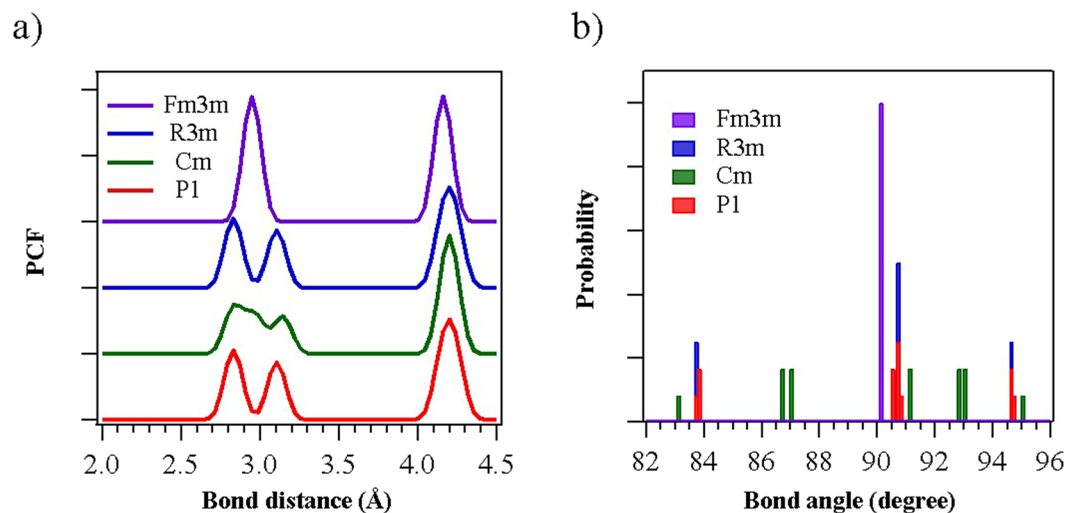 a)
Fm3m
R3m
Cm
P1
PCF
2.0 2.5 3.0 3.5 4.0 4.5
Bond distance (Å)
b)
Fm3m
R3m
Cm
P1
Probability
82 84 86 88 90 92 94 96
Bond angle (degree)